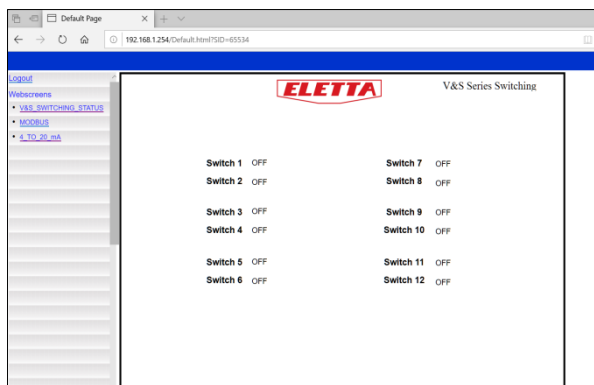 Default Page
192.168.1.254/Default.html?SID=65534
Logout
Webscreens
V&S_SWITCHING_STATUS
MODBUS
4_TO_20_mA
ELETTA
V&S Series Switching
Switch 1 OFF
Switch 7 OFF
Switch 2 OFF
Switch 8 OFF
Switch 3 OFF
Switch 9 OFF
Switch 4 OFF
Switch 10 OFF
Switch 5 OFF
Switch 11 OFF
Switch 6 OFF
Switch 12 OFF